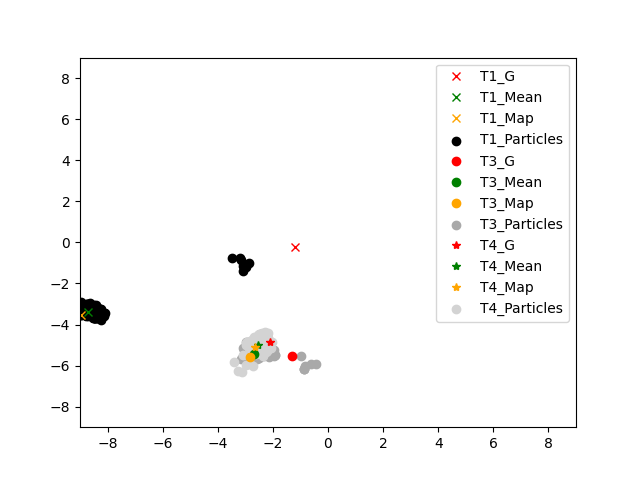 8
6
4
2
0
−2
−4
−6
−8
−8 −6 −4 −2 0 2 4 6 8
T1_G
T1_Mean
T1_Map
T1_Particles
T3_G
T3_Mean
T3_Map
T3_Particles
T4_G
T4_Mean
T4_Map
T4_Particles